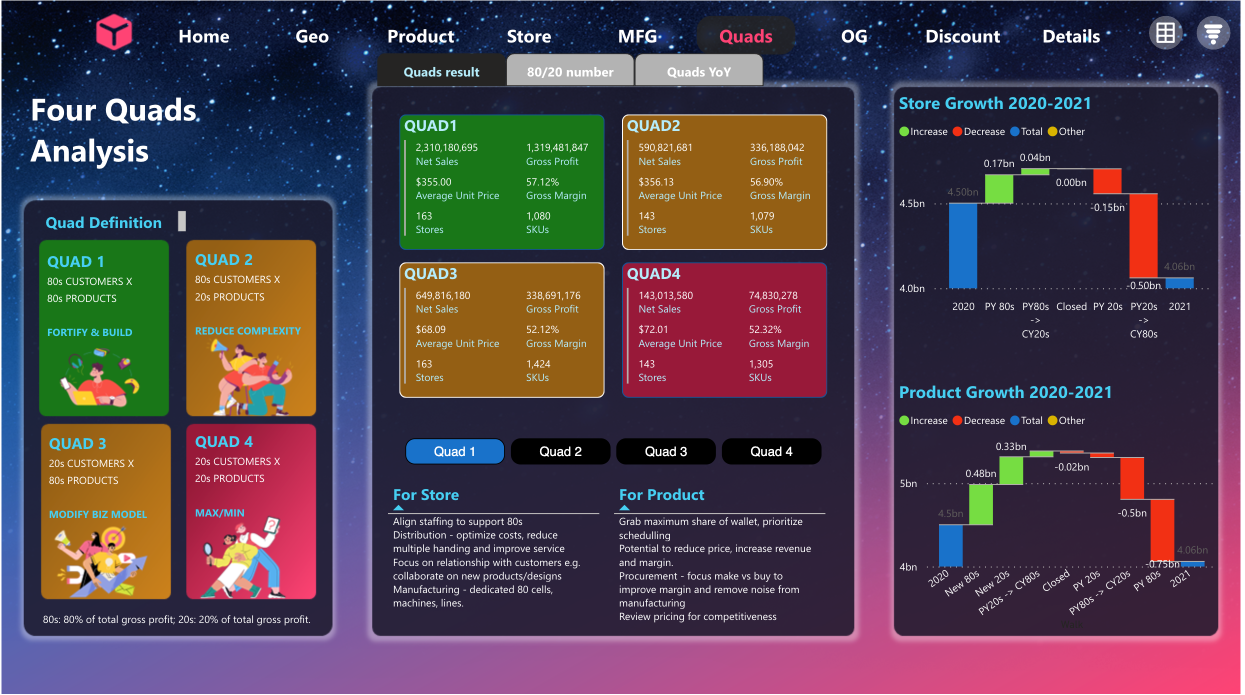 Home Geo Product Store MFG Quads OG Discount Details
Quads result 80/20 number Quads YoY
Four Quads
Analysis
Quad Definition
QUAD 1
80s CUSTOMERS X
80s PRODUCTS
FORTIFY & BUILD
QUAD 2
80s CUSTOMERS X
20s PRODUCTS
REDUCE COMPLEXITY
QUAD 3
20s CUSTOMERS X
80s PRODUCTS
MODIFY BIZ MODEL
QUAD 4
20s CUSTOMERS X
20s PRODUCTS
MAX/MIN
80s: 80% of total gross profit; 20s: 20% of total gross profit.
QUAD1
2,310,180,695 1,319,481,847
Net Sales Gross Profit
$355.00 57.12%
Average Unit Price Gross Margin
163 1,080
Stores SKUs
QUAD2
590,821,681 336,188,042
Net Sales Gross Profit
$356.13 56.90%
Average Unit Price Gross Margin
143 1,079
Stores SKUs
QUAD3
649,816,180 338,691,176
Net Sales Gross Profit
$68.09 52.12%
Average Unit Price Gross Margin
163 1,424
Stores SKUs
QUAD4
143,013,580 74,830,278
Net Sales Gross Profit
$72.01 52.32%
Average Unit Price Gross Margin
143 1,305
Stores SKUs
Quad 1 Quad 2 Quad 3 Quad 4
For Store
Align staffing to support 80s
Distribution - optimize costs, reduce
multiple handing and improve service
Focus on relationship with customers e.g.
collaborate on new products/designs
Manufacturing - dedicated 80 cells,
machines, lines.
For Product
Grab maximum share of wallet, prioritize
schedulling
Potential to reduce price, increase revenue
and margin.
Procurement - focus make vs buy to
improve margin and remove noise from
manufacturing
Review pricing for competitiveness
Store Growth 2020-2021
Increase Decrease Total Other
0.17bn 0.04bn
4.50bn 0.00bn
4.5bn -0.15bn
4.06bn
4.0bn -0.50bn
2020 PY 80s PY80s Closed PY 20s PY20s 2021
-> ->
CY20s CY80s
Product Growth 2020-2021
Increase Decrease Total Other
0.33bn
0.48bn -0.02bn
5bn
4.5bn -0.5bn
4.06bn
4bn -0.75bn
2020 New 80s New 20s PY20s -> CY80s Closed PY 20s PY80s -> CY20s PY 80s 2021